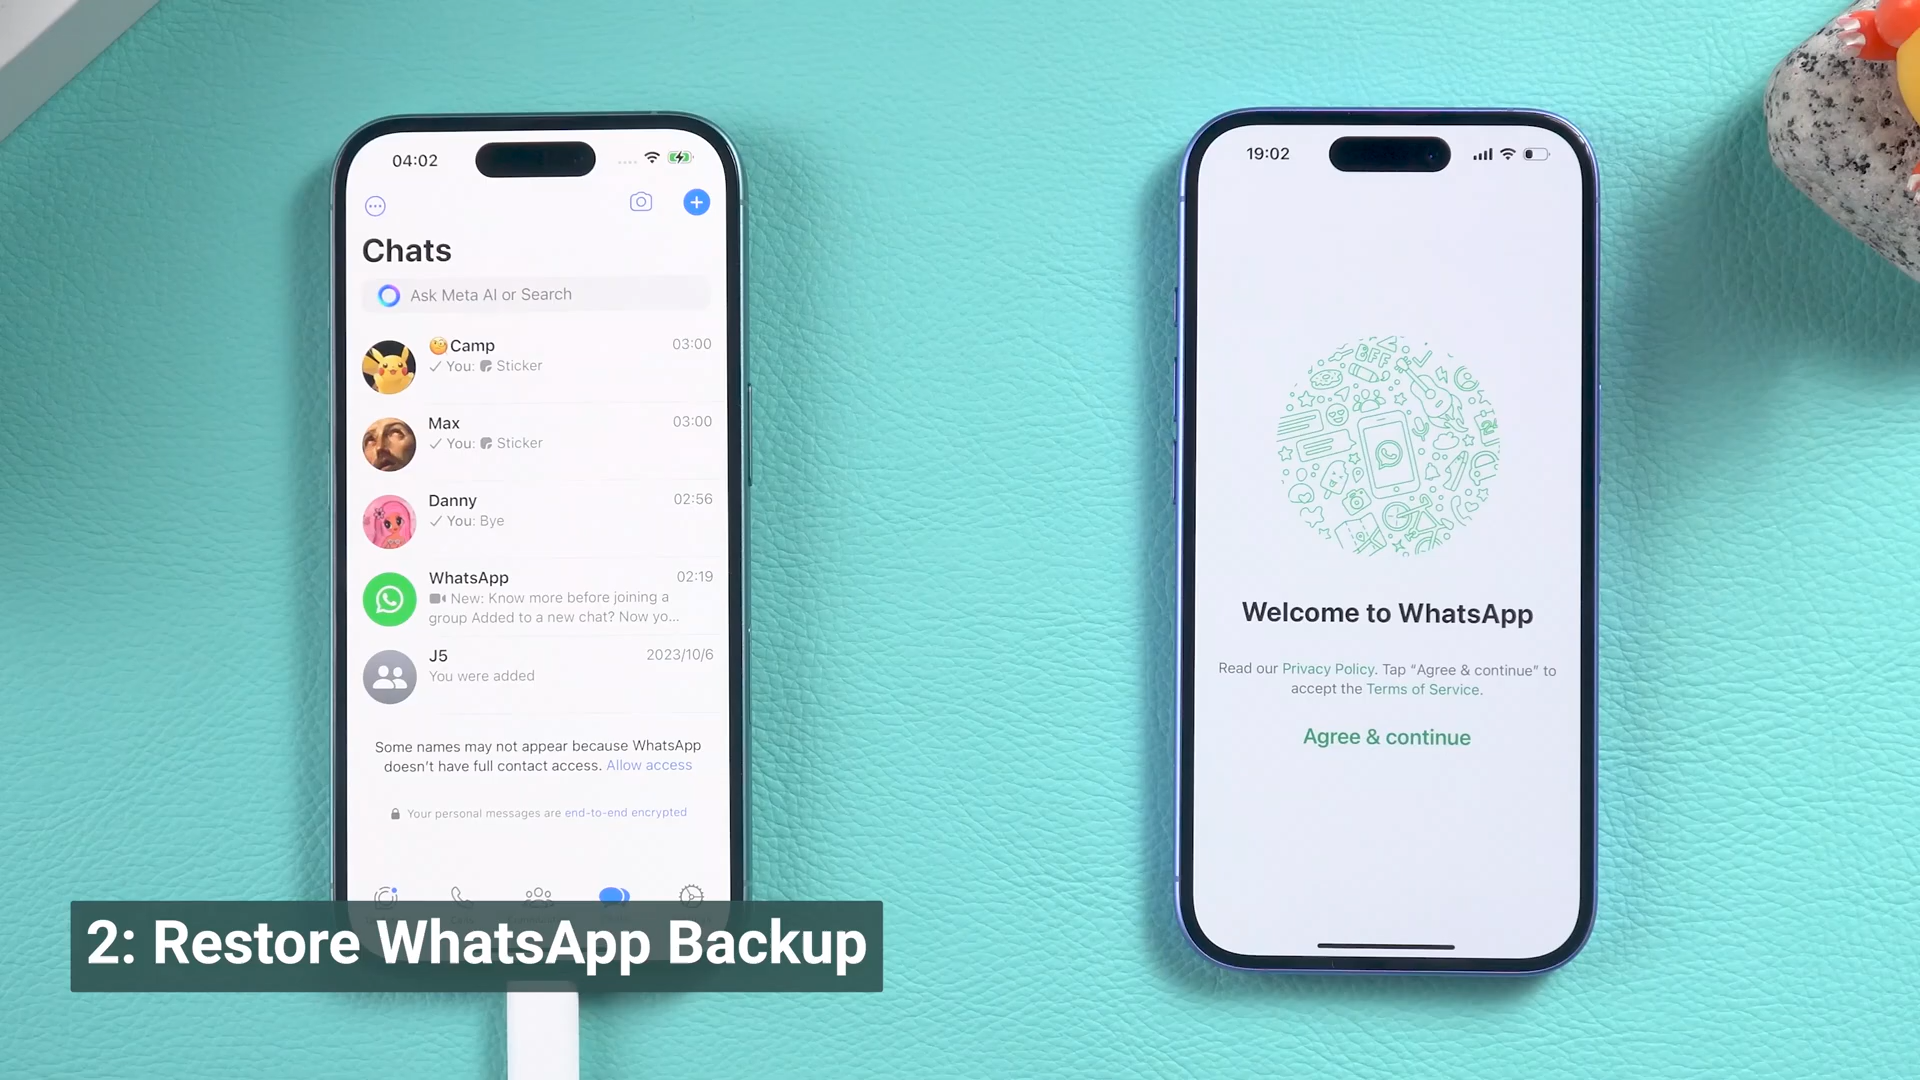 04:02
Chats
Ask Meta AI or Search
Camp
03:00
You: Sticker
Max
03:00
You: Sticker
Danny
02:56
You: Bye
WhatsApp
02:19
New: Know more before joining a
group Added to a new chat? Now yo...
J5
2023/10/6
You were added
Some names may not appear because WhatsApp
doesn't have full contact access. Allow access
Your personal messages are end-to-end encrypted
2: Restore WhatsApp Backup
19:02
BFF
Welcome to WhatsApp
Read our Privacy Policy. Tap “Agree & continue” to
accept the Terms of Service.
Agree & continue